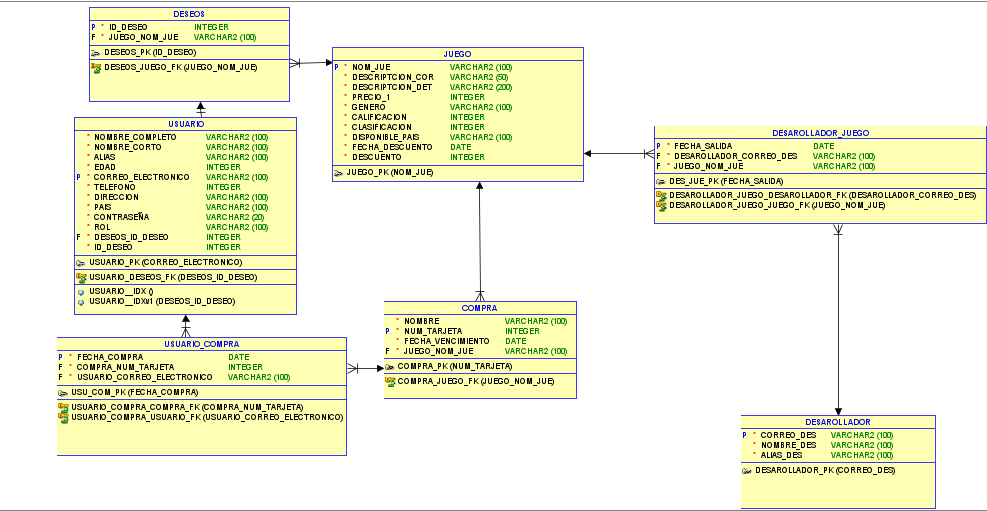 DESEOS
P * ID_DESEO INTEGER
F * JUEGO_NOM_JUE VARCHAR2 (100)
DESEOS_PK (ID_DESEO)
DESEOS_JUEGO_FK (JUEGO_NOM_JUE)
JUEGO
P * NOM_JUE VARCHAR2 (100)
* DESCRIPTCION_COR VARCHAR2 (50)
* DESCRIPTCION_DET VARCHAR2 (200)
* PRECIO_1 INTEGER
* GENERO VARCHAR2 (100)
* CALIFICACION INTEGER
* CLASIFICACION INTEGER
* DISPONIBLE_PAIS VARCHAR2 (100)
* FECHA_DESCUENTO DATE
* DESCUENTO INTEGER
JUEGO_PK (NOM_JUE)
USUARIO
* NOMBRE_COMPLETO VARCHAR2 (100)
* NOMBRE_CORTO VARCHAR2 (100)
* ALIAS VARCHAR2 (100)
* EDAD INTEGER
P * CORREO_ELECTRONICO VARCHAR2 (100)
* TELEFONO INTEGER
* DIRECCION VARCHAR2 (100)
* PAIS VARCHAR2 (100)
* CONTRASEÑA VARCHAR2 (20)
* ROL VARCHAR2 (100)
F * DESEOS_ID_DESEO INTEGER
* ID_DESEO INTEGER
USUARIO_PK (CORREO_ELECTRONICO)
USUARIO_DESEOS_FK (DESEOS_ID_DESEO)
USUARIO__IDX ()
USUARIO__IDXv1 (DESEOS_ID_DESEO)
DESAROLLADOR_JUEGO
P * FECHA_SALIDA DATE
F * DESAROLLADOR_CORREO_DES VARCHAR2 (100)
F * JUEGO_NOM_JUE VARCHAR2 (100)
DES_JUE_PK (FECHA_SALIDA)
DESAROLLADOR_JUEGO_DESAROLLADOR_FK (DESAROLLADOR_CORREO_DES)
DESAROLLADOR_JUEGO_JUEGO_FK (JUEGO_NOM_JUE)
COMPRA
* NOMBRE VARCHAR2 (100)
P * NUM_TARJETA INTEGER
* FECHA_VENCIMIENTO DATE
F * JUEGO_NOM_JUE VARCHAR2 (100)
COMPRA_PK (NUM_TARJETA)
COMPRA_JUEGO_FK (JUEGO_NOM_JUE)
USUARIO_COMPRA
P * FECHA_COMPRA DATE
F * COMPRA_NUM_TARJETA INTEGER
F * USUARIO_CORREO_ELECTRONICO VARCHAR2 (100)
USU_COM_PK (FECHA_COMPRA)
USUARIO_COMPRA_COMPRA_FK (COMPRA_NUM_TARJETA)
USUARIO_COMPRA_USUARIO_FK (USUARIO_CORREO_ELECTRONICO)
DESAROLLADOR
P * CORREO_DES VARCHAR2 (100)
* NOMBRE_DES VARCHAR2 (100)
* ALIAS_DES VARCHAR2 (100)
DESAROLLADOR_PK (CORREO_DES)